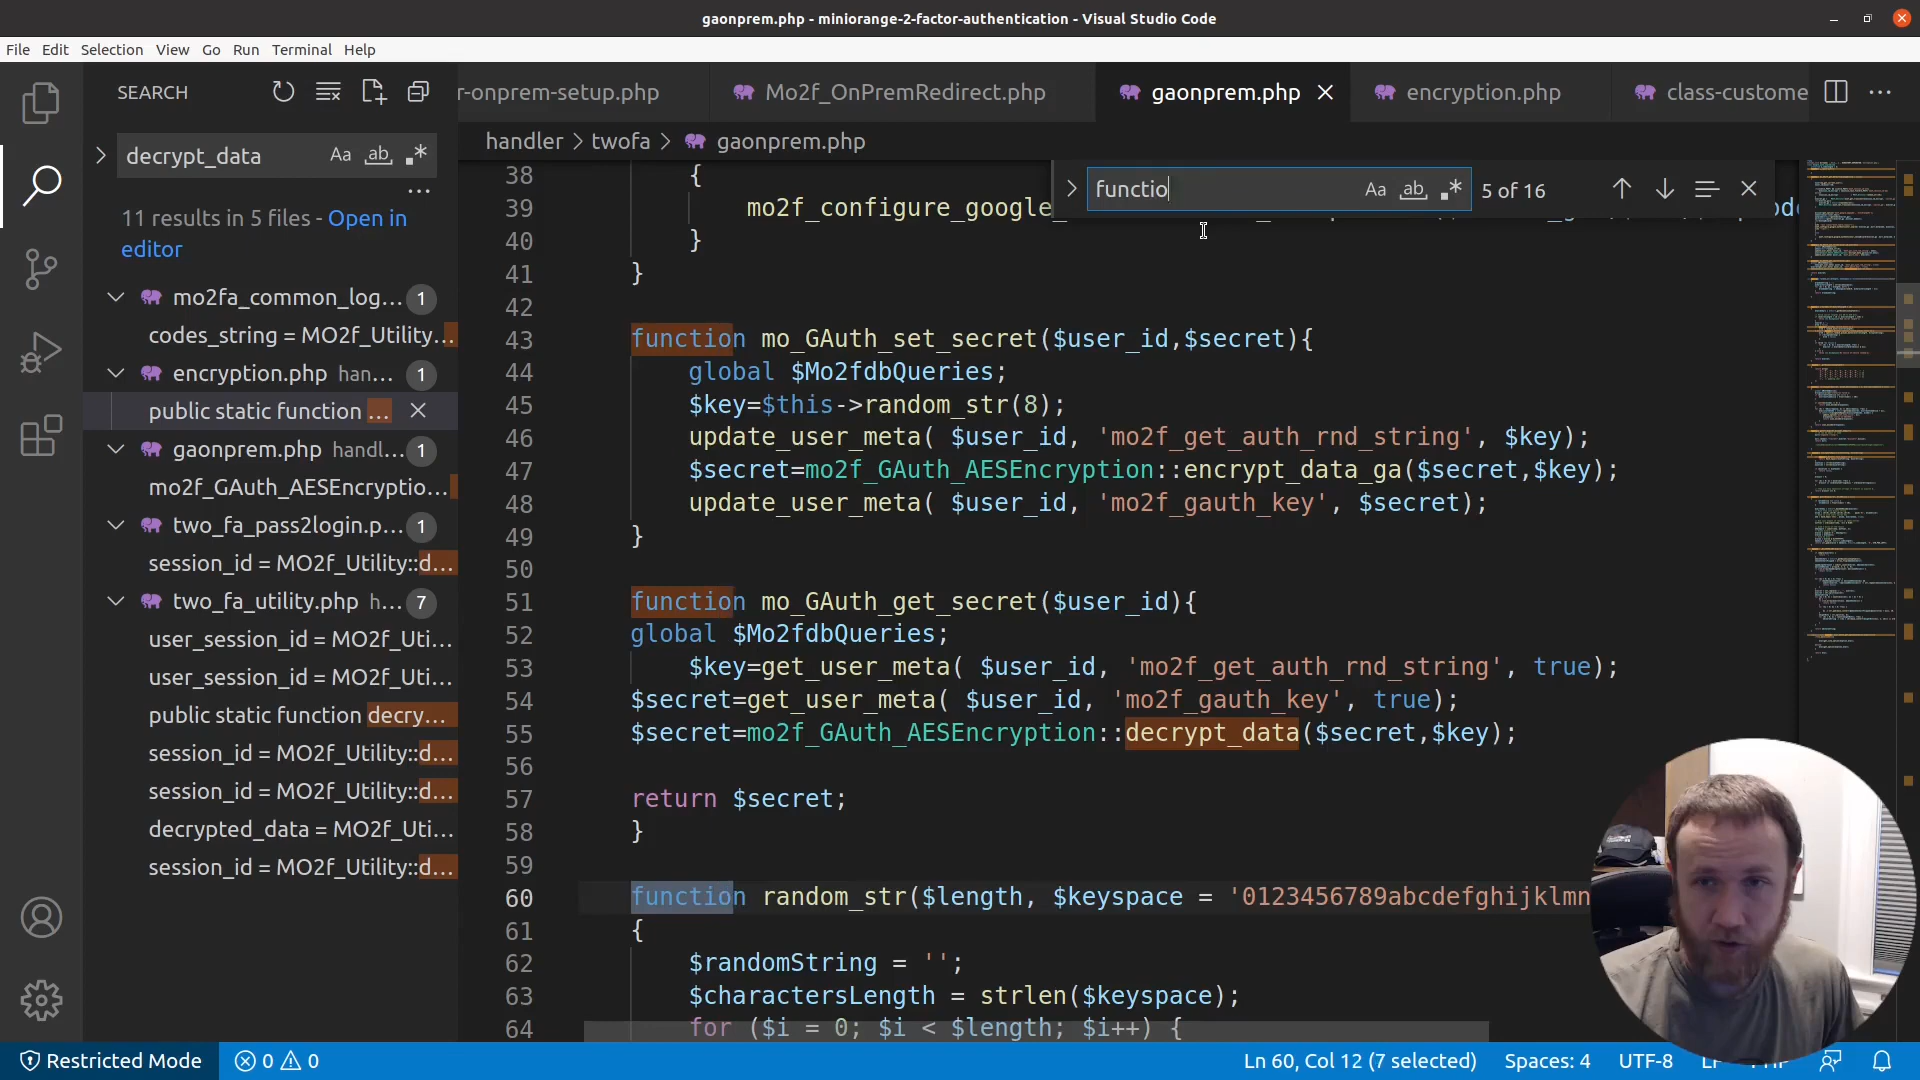 gaonprem.php - miniorange-2-factor-authentication - Visual Studio Code
File Edit Selection View Go Run Terminal Help
SEARCH
r-onprem-setup.php Mo2f_OnPremRedirect.php gaonprem.php encryption.php class-custome
decrypt_data Aa ab
handler > twofa > gaonprem.php
functio Aa ab 5 of 16
11 results in 5 files - Open in
editor
mo2fa_common_log... 1
codes_string = MO2f_Utility...
encryption.php han... 1
public static function ...
gaonprem.php handl... 1
mo2f_GAuth_AESEncryptio...
two_fa_pass2login.p... 1
session_id = MO2f_Utility::d...
two_fa_utility.php h... 7
user_session_id = MO2f_Uti...
user_session_id = MO2f_Uti...
public static function decry...
session_id = MO2f_Utility::d...
session_id = MO2f_Utility::d...
decrypted_data = MO2f_Uti...
session_id = MO2f_Utility::d...
38 {
39 mo2f_configure_google_
40 }
41 }
42
43 function mo_GAuth_set_secret($user_id,$secret){
44 global $Mo2fdbQueries;
45 $key=$this->random_str(8);
46 update_user_meta( $user_id, 'mo2f_get_auth_rnd_string', $key);
47 $secret=mo2f_GAuth_AESEncryption::encrypt_data_ga($secret,$key);
48 update_user_meta( $user_id, 'mo2f_gauth_key', $secret);
49 }
50
51 function mo_GAuth_get_secret($user_id){
52 global $Mo2fdbQueries;
53 $key=get_user_meta( $user_id, 'mo2f_get_auth_rnd_string', true);
54 $secret=get_user_meta( $user_id, 'mo2f_gauth_key', true);
55 $secret=mo2f_GAuth_AESEncryption::decrypt_data($secret,$key);
56
57 return $secret;
58 }
59
60 function random_str($length, $keyspace = '0123456789abcdefghijklmn
61 {
62 $randomString = '';
63 $charactersLength = strlen($keyspace);
64 for ($i = 0; $i < $length; $i++) {
Restricted Mode 0 0 Ln 60, Col 12 (7 selected) Spaces: 4 UTF-8